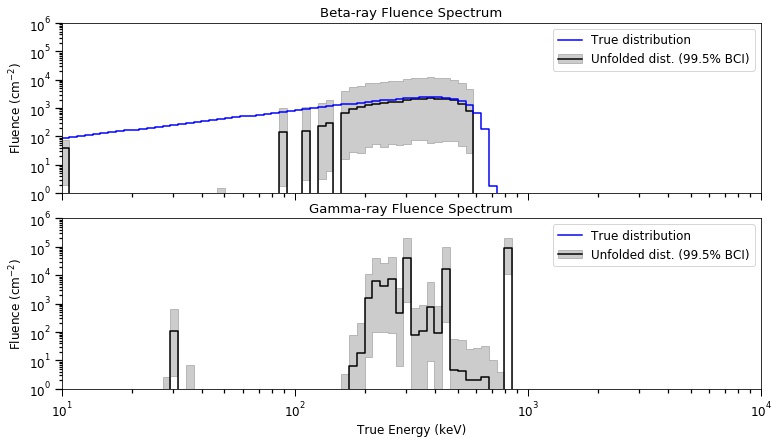 Beta-ray Fluence Spectrum
10^6
10^5
10^4
10^3
10^2
10^1
10^0
Fluence (cm^-2)
True distribution
Unfolded dist. (99.5% BCI)
Gamma-ray Fluence Spectrum
10^6
10^5
10^4
10^3
10^2
10^1
10^0
Fluence (cm^-2)
True distribution
Unfolded dist. (99.5% BCI)
10^1 10^2 10^3 10^4
True Energy (keV)